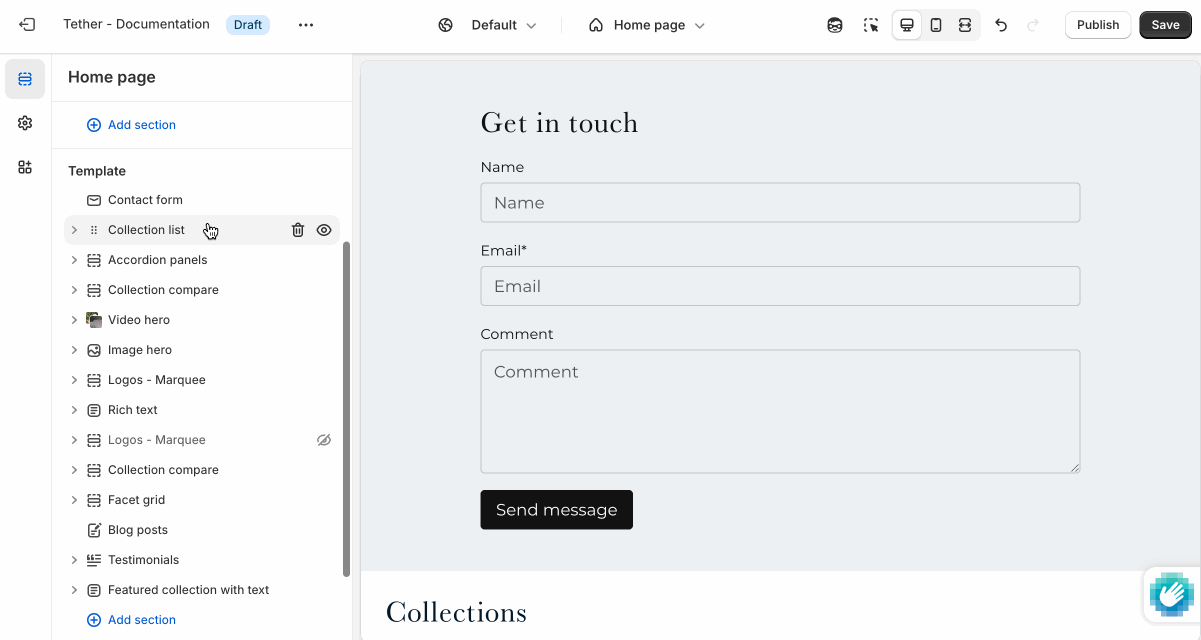 Tether - Documentation Draft ... Default Home page Publish Save
Home page
Add section
Template
Contact form
Collection list
Accordion panels
Collection compare
Video hero
Image hero
Logos - Marquee
Rich text
Logos - Marquee
Collection compare
Facet grid
Blog posts
Testimonials
Featured collection with text
Add section
Get in touch
Name
Name
Email*
Email
Comment
Comment
Send message
Collections